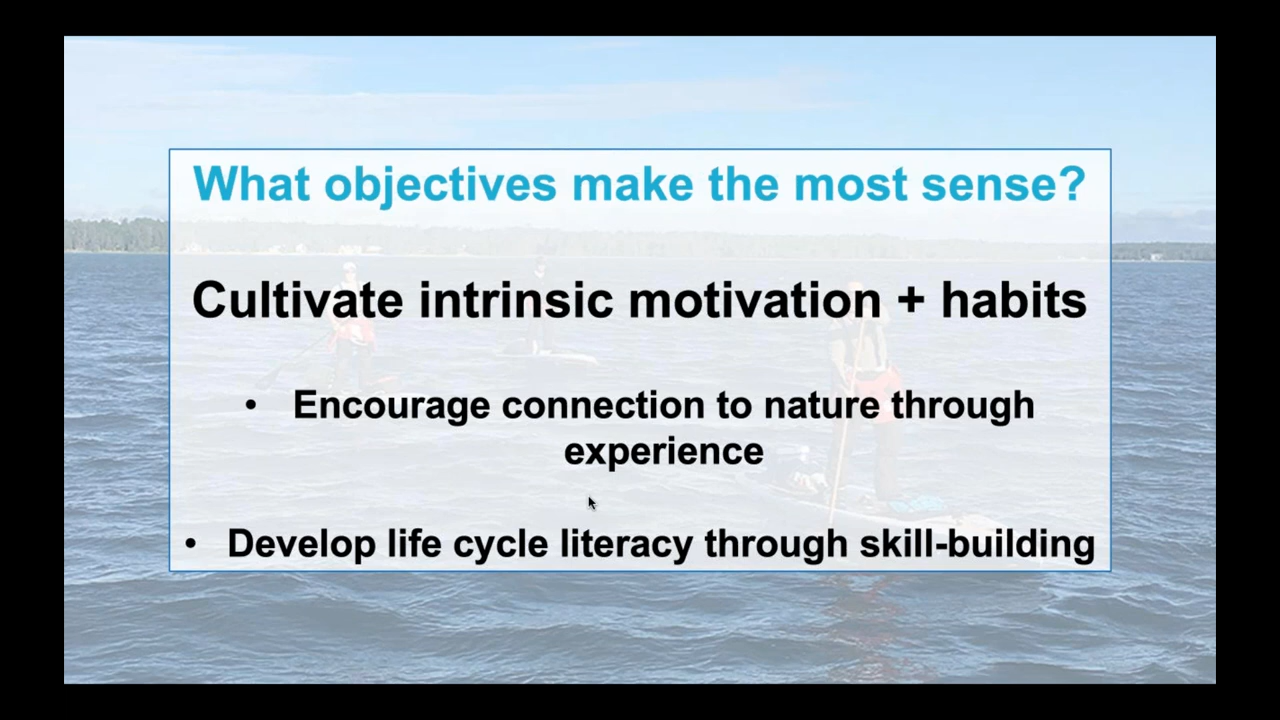 What objectives make the most sense?
Cultivate intrinsic motivation + habits
• Encourage connection to nature through
experience
• Develop life cycle literacy through skill-building